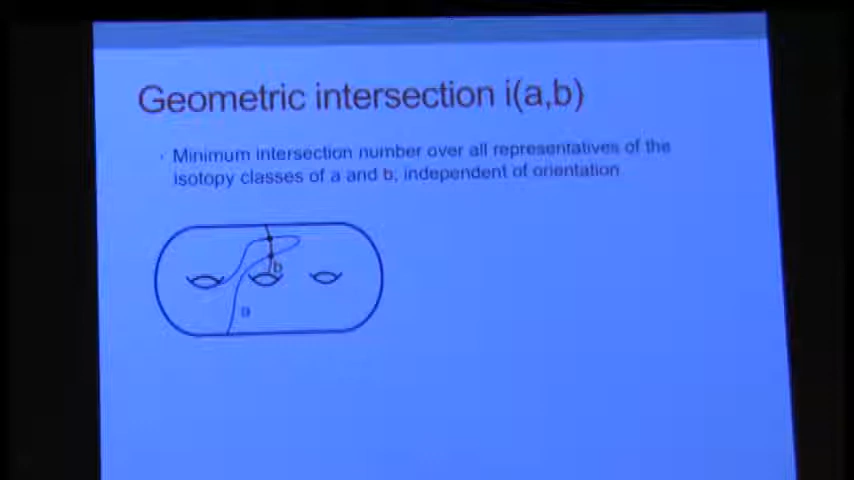 Geometric intersection i(a,b)
Minimum intersection number over all representatives of the
isotopy classes of a and b, independent of orientation
b
a